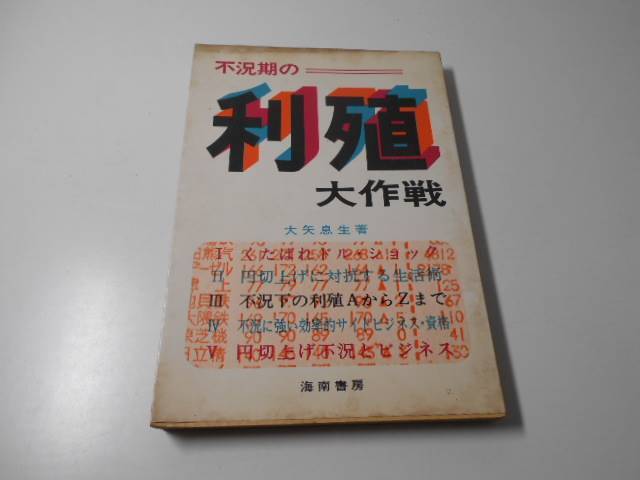 不況期の
利殖
大作戦
大矢息生著
I くたばれドル・ショック
II 円切上げに対抗する生活術
III 不況下の利殖AからZまで
IV 不況に強い効率的サイドビジネス・資格
V 円切上げ不況とビジネス
海南書房